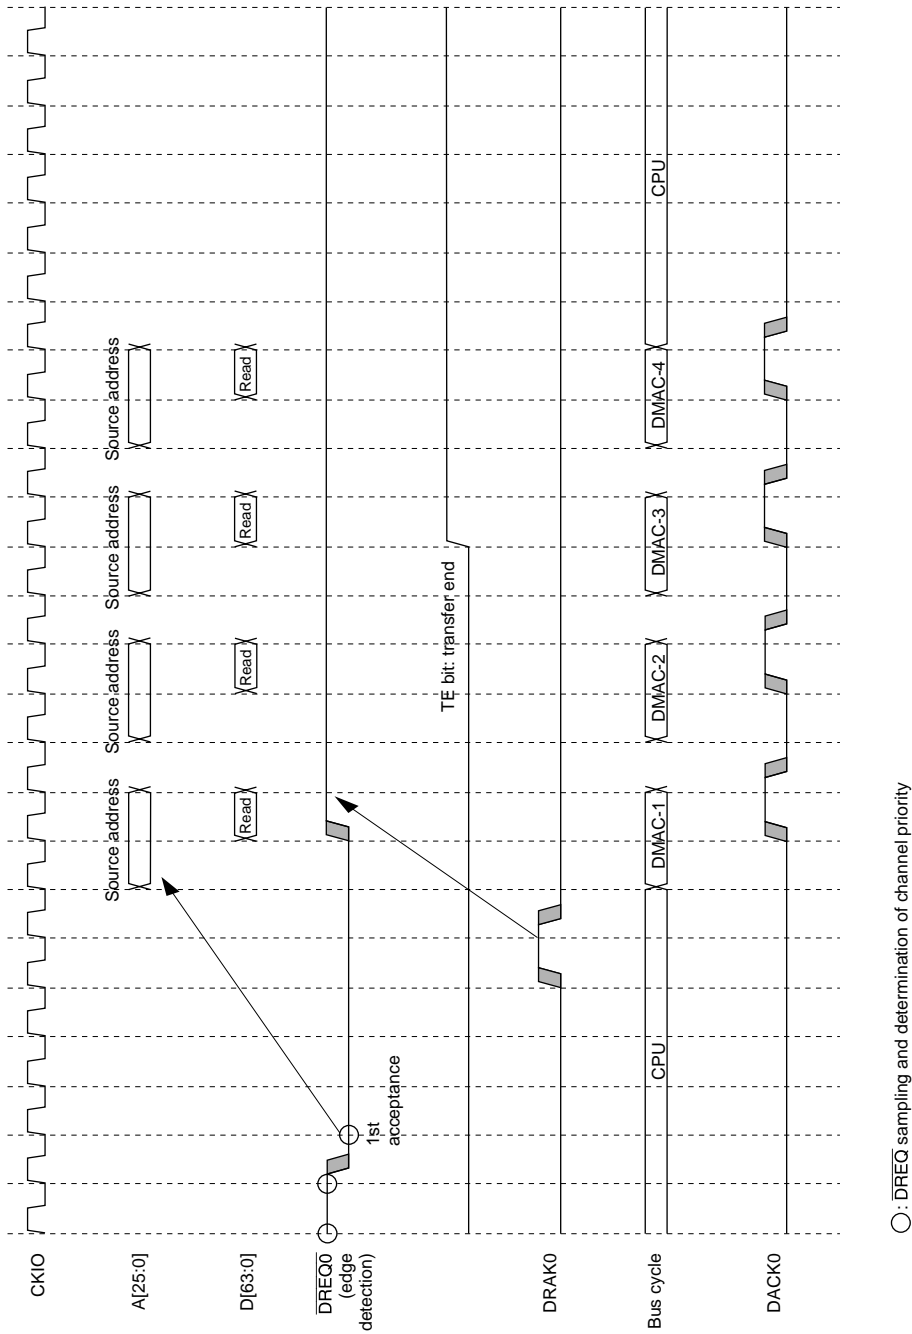 CKIO
A[25:0]
Source address
Source address
Source address
Source address
D[63:0]
Read
Read
Read
Read
DREQ0
(edge
detection)
1st
acceptance
TE bit: transfer end
DRAK0
Bus cycle
CPU
DMAC-1
DMAC-2
DMAC-3
DMAC-4
CPU
DACK0
: DREQ sampling and determination of channel priority